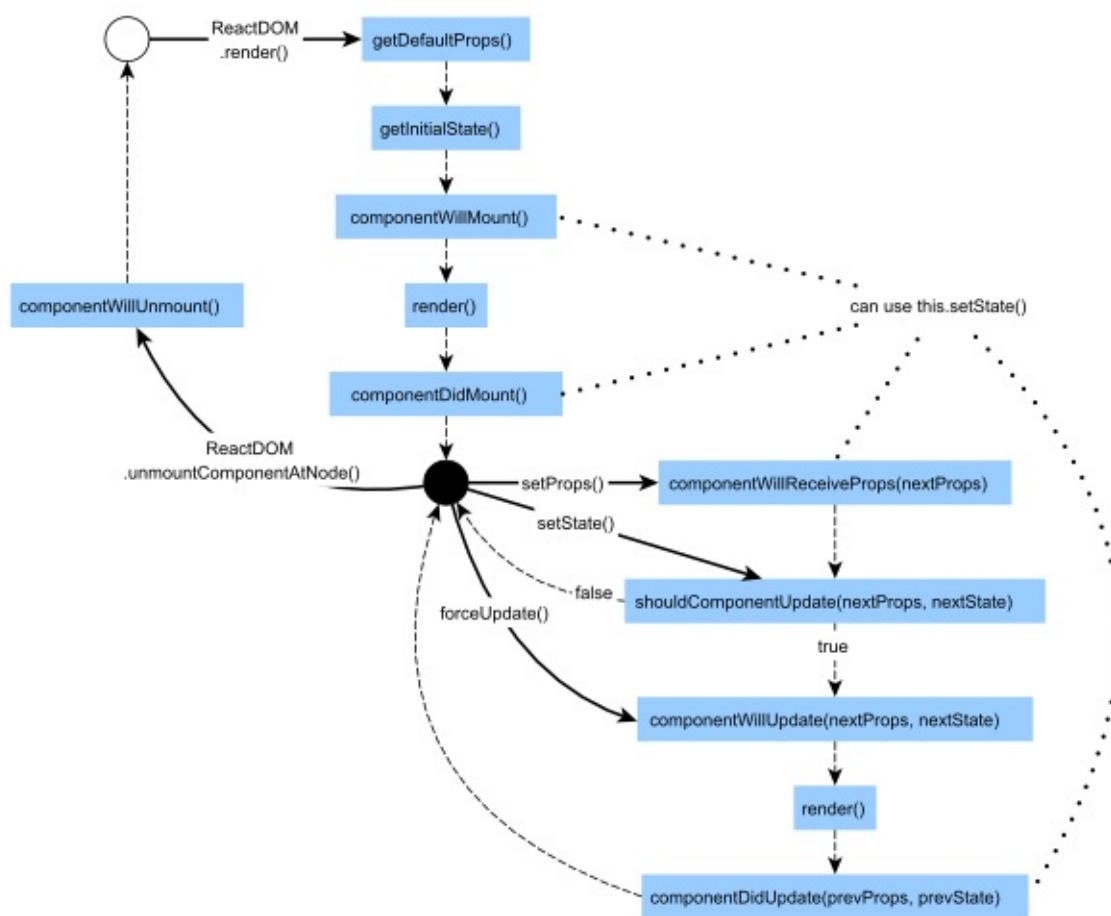 ReactDOM
.render()
getDefaultProps()
getInitialState()
componentWillMount()
componentWillUnmount()
render()
can use this.setState()
componentDidMount()
ReactDOM
.unmountComponentAtNode()
setProps()
componentWillReceiveProps(nextProps)
setState()
false
shouldComponentUpdate(nextProps, nextState)
forceUpdate()
true
componentWillUpdate(nextProps, nextState)
render()
componentDidUpdate(prevProps, prevState)